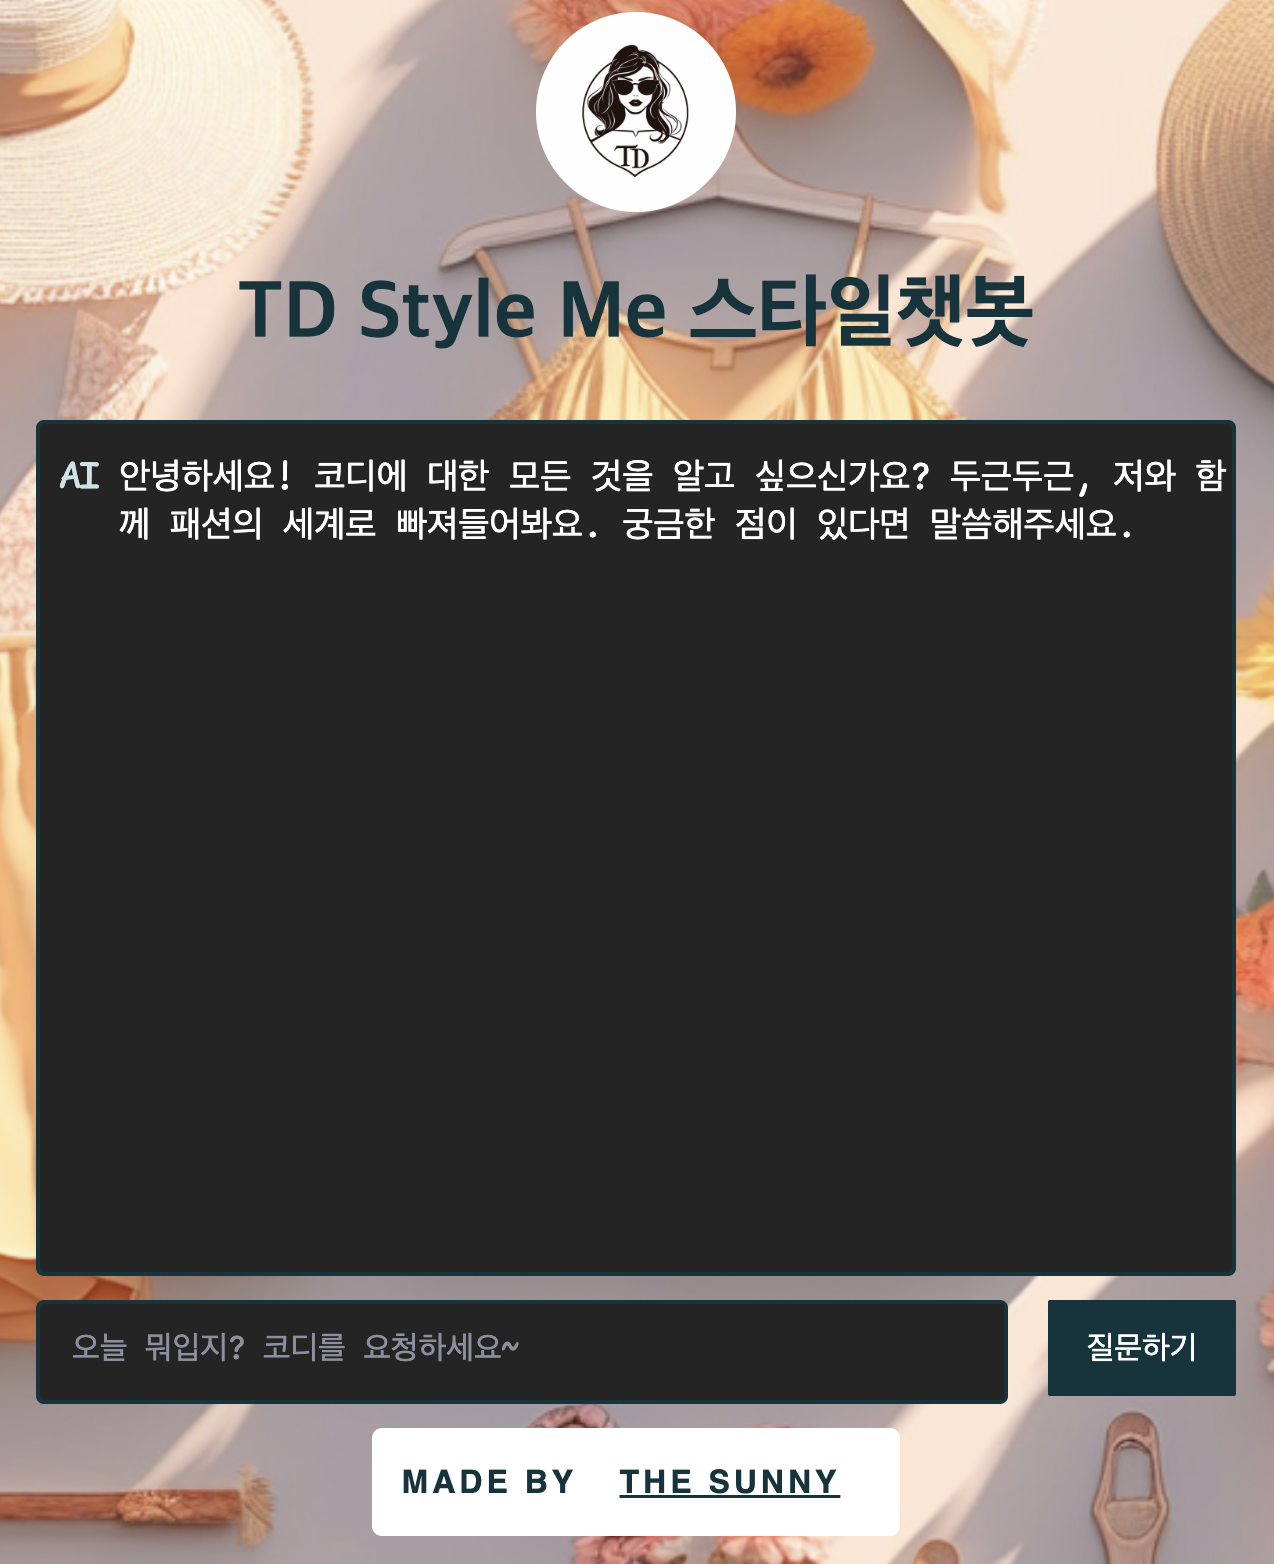 TD
TD Style Me 스타일챗봇
AI 안녕하세요! 코디에 대한 모든 것을 알고 싶으신가요? 두근두근, 저와 함
께 패션의 세계로 빠져들어봐요. 궁금한 점이 있다면 말씀해주세요.
오늘 뭐입지? 코디를 요청하세요~ 질문하기
MADE BY THE SUNNY